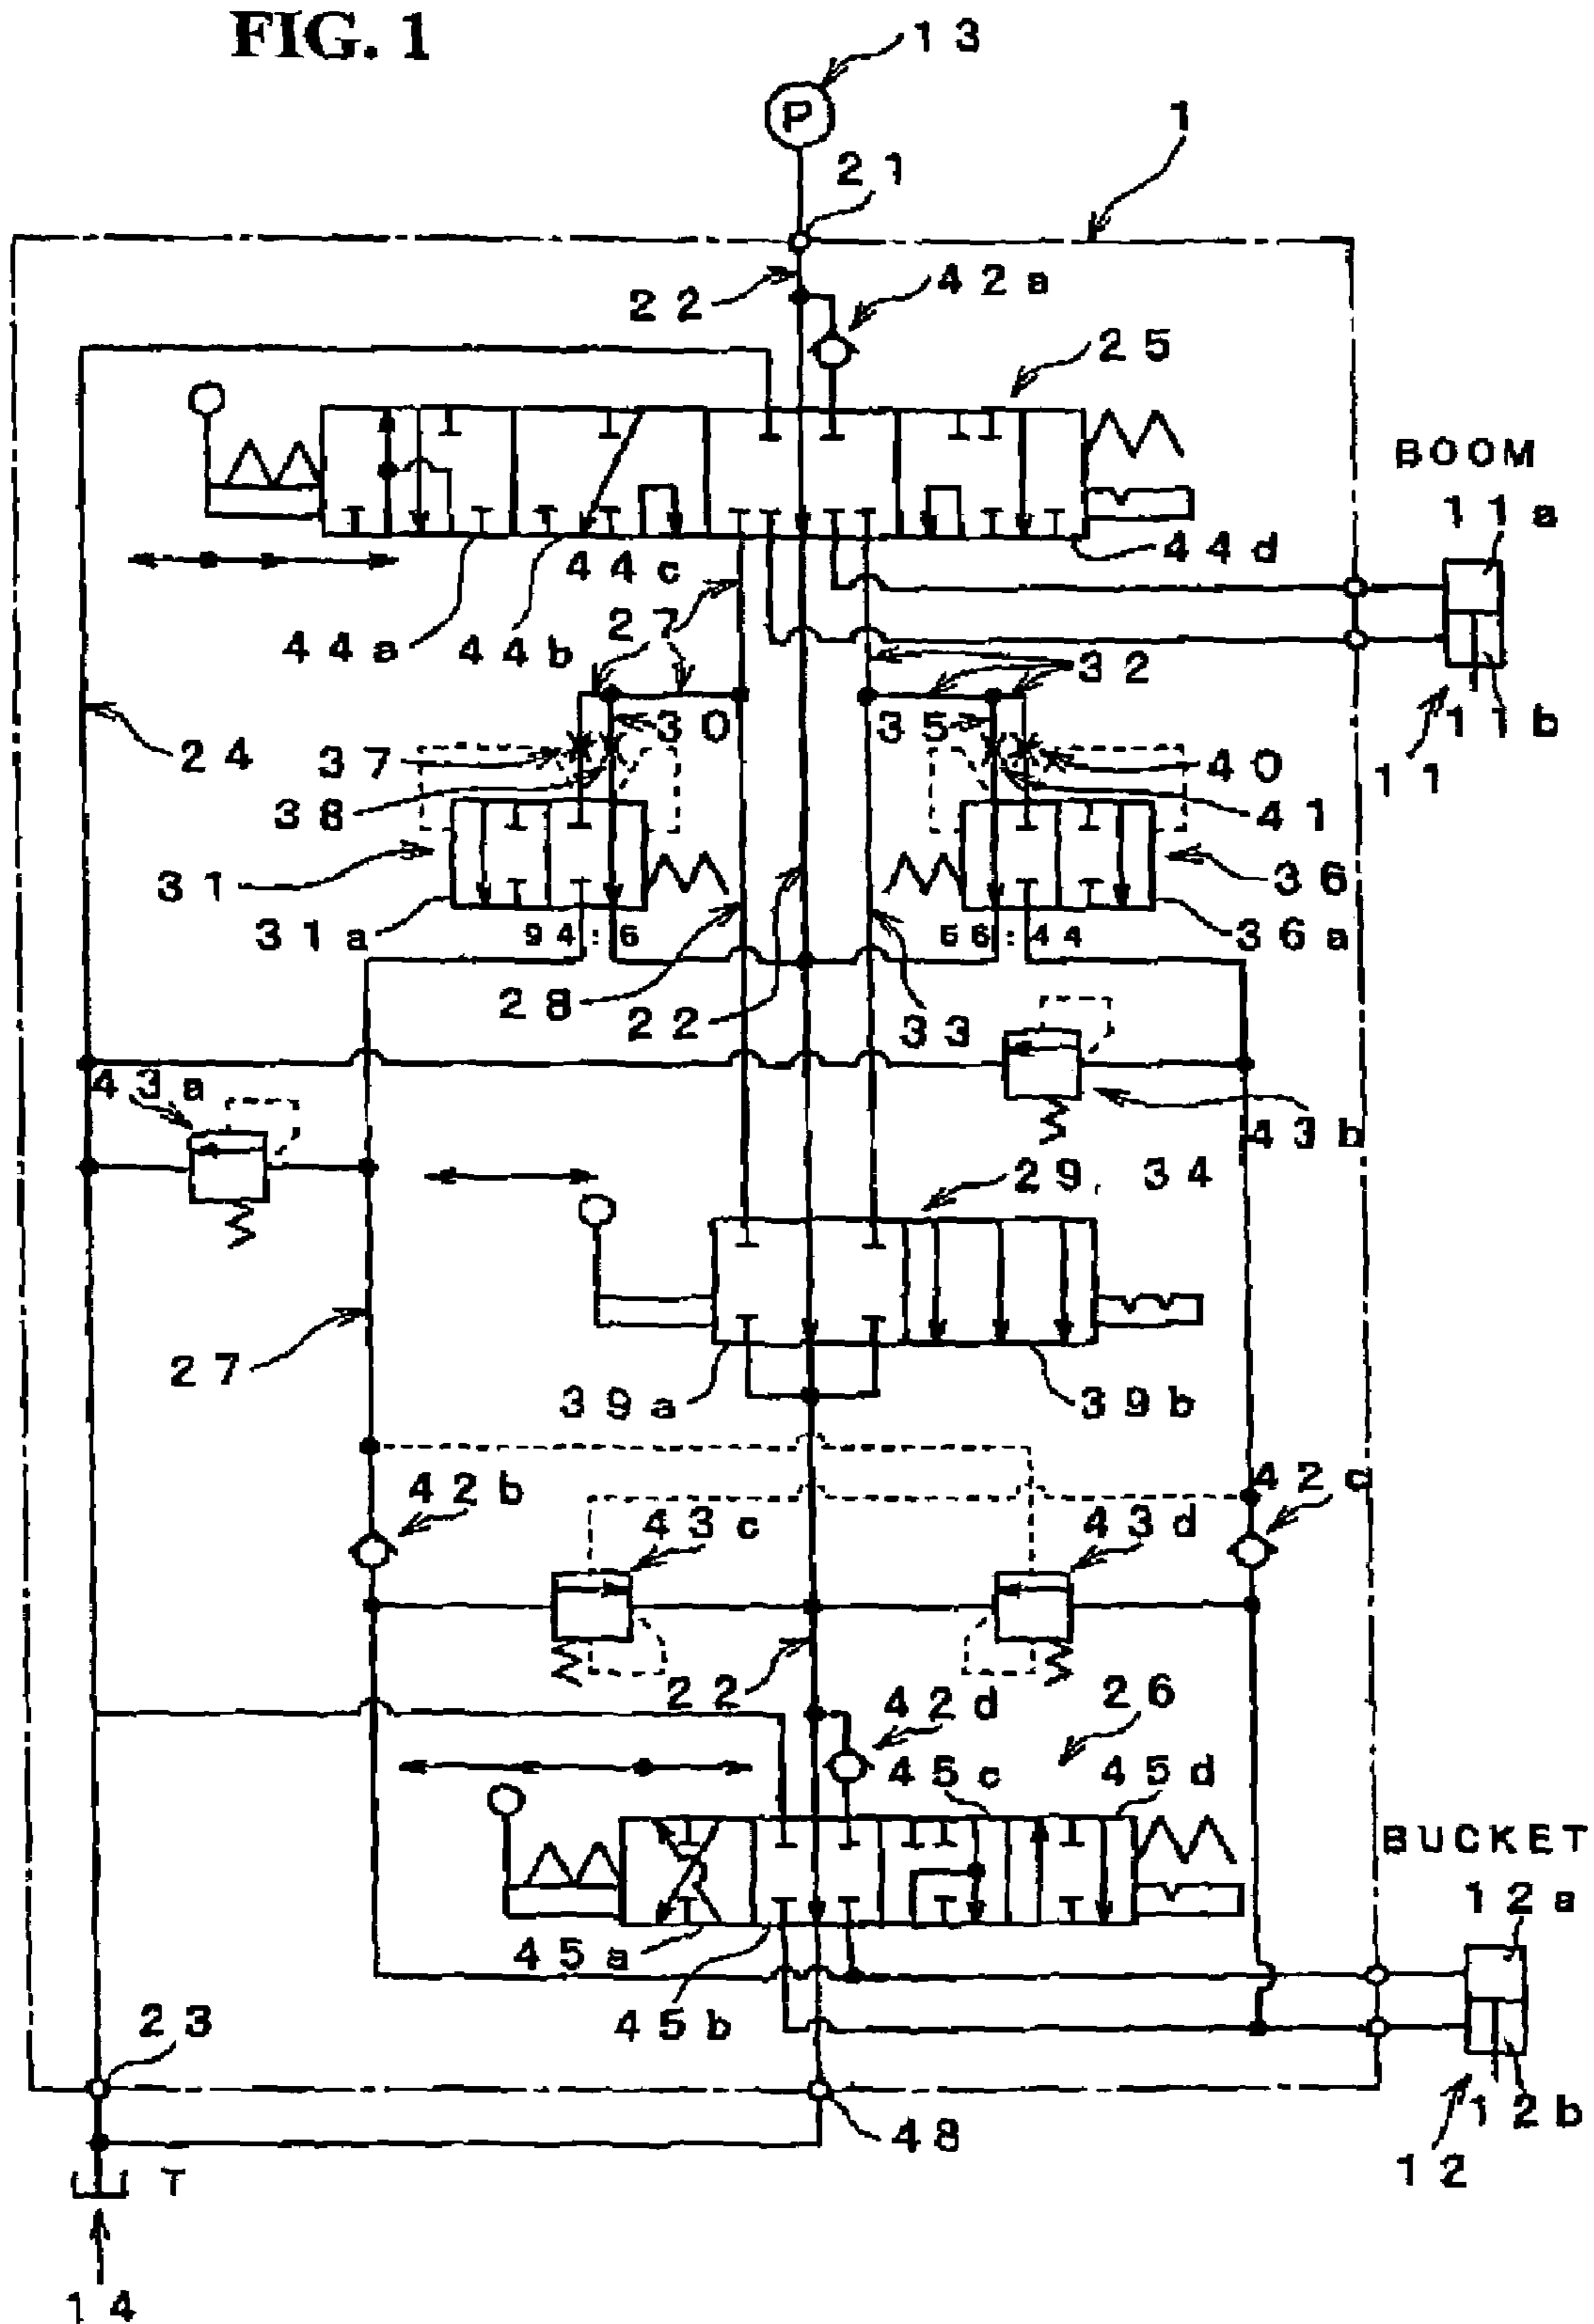 FIG. 1
13
P
1
21
22
42a
25
BOOM
11a
44c
44d
27
44a
44b
32
11b
30
35
24
37
40
11
38
41
31
36
31a
94:6
56:44
36a
28
22
33
43a
43b
29, 34
27
39a
39b
42b
42c
43c
43d
22
42d
26
45c
45d
BUCKET
12a
45a
45b
23
12b
48
12
T
14